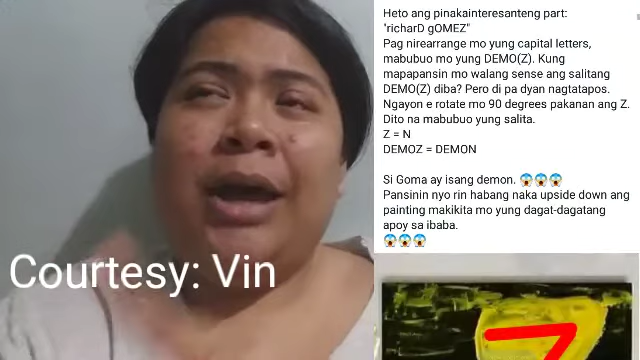 Heto ang pinakainteresanteng part:
"richarD gOMEZ"
Pag nirearrange mo yung capital letters,
mabubuo mo yung DEMO(Z). Kung
mapapansin mo walang sense ang salitang
DEMO(Z) diba? Pero di pa dyan nagtatapos.
Ngayon e rotate mo 90 degrees pakanan ang Z.
Dito na mabubuo yung salita.
Z = N
DEMOZ = DEMON
Si Goma ay isang demon. 😱😱😱
Pansinin nyo rin habang naka upside down ang
painting makikita mo yung dagat-dagatang
apoy sa ibaba.
😱😱😱
Courtesy: Vin